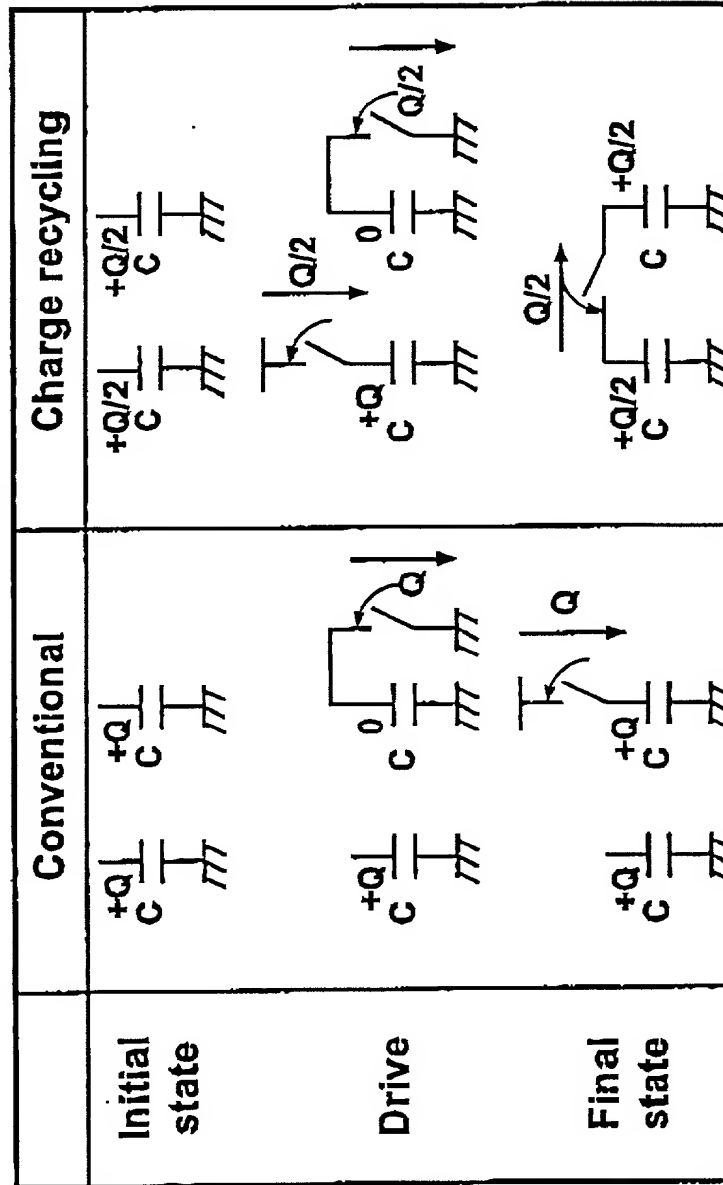 Conventional
Charge recycling
Initial
state
+Q
C
+Q
C
+Q/2
C
+Q/2
C
Drive
+Q
C
0
C
Q
+Q
C
Q/2
0
C
Q/2
Final
state
+Q
C
+Q
C
Q
+Q/2
C
Q/2
+Q/2
C